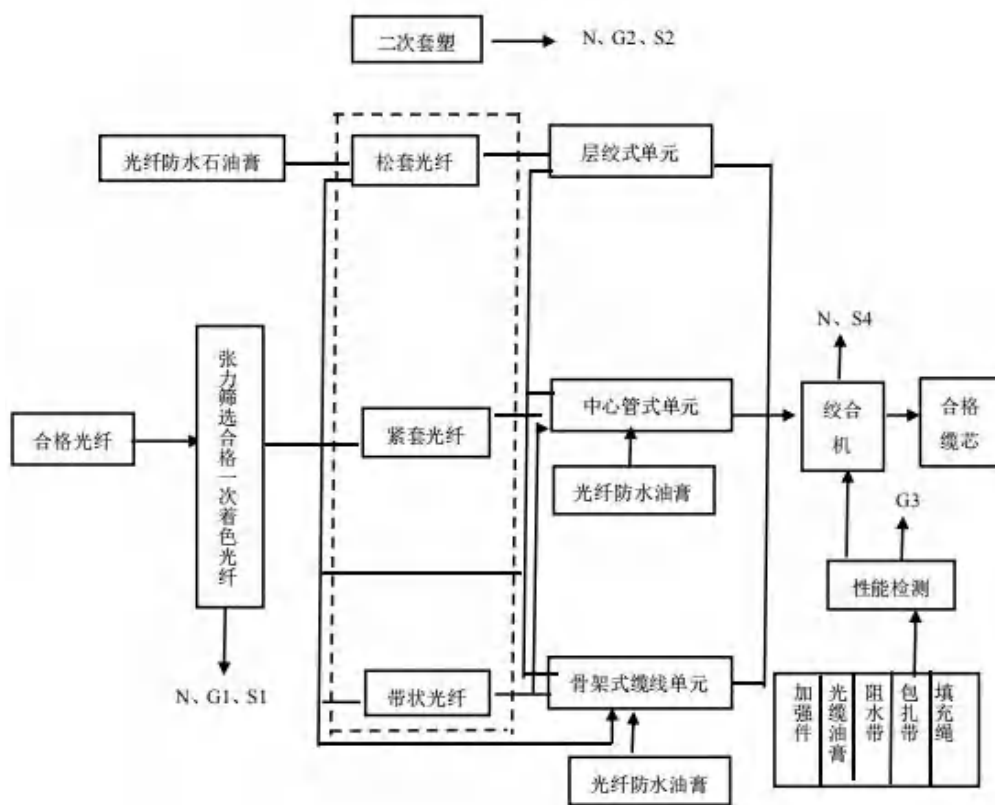 二次套塑
N、G2、S2
光纤防水石油膏
松套光纤
层绞式单元
N、S4
张力筛选合格一次着色光纤
合格光纤
紧套光纤
中心管式单元
绞合
机
合格
缆芯
光纤防水油膏
G3
性能检测
N、G1、S1
带状光纤
骨架式缆线单元
加强件
光缆油膏
阻水带
包扎带
填充绳
光纤防水油膏